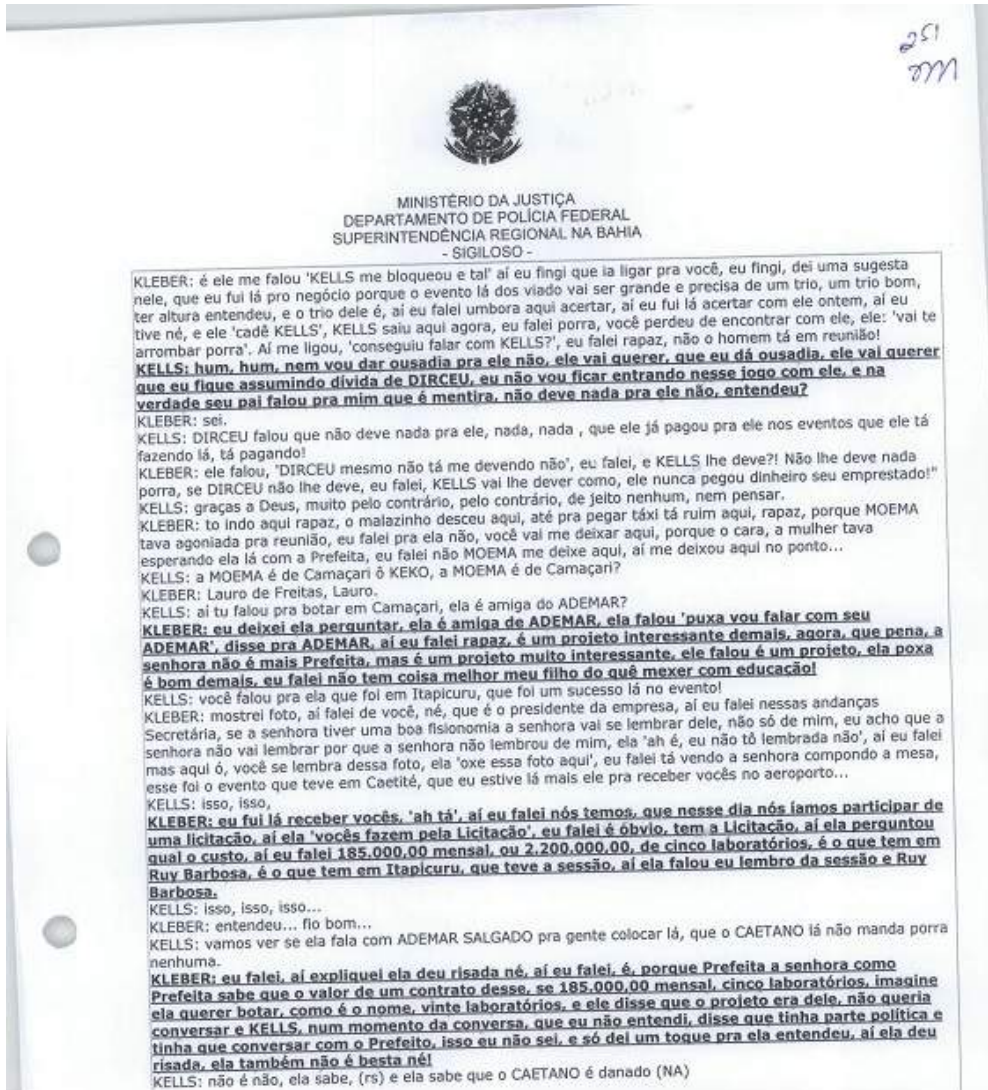 251
MINISTÉRIO DA JUSTIÇA
DEPARTAMENTO DE POLÍCIA FEDERAL
SUPERINTENDÊNCIA REGIONAL NA BAHIA
- SIGILOSO -
KLEBER: é ele me falou 'KELLS me bloqueou e tal' aí eu fingi que ia ligar pra você, eu fingi, dei uma sugesta
nele, que eu fui lá pro negócio porque o evento lá dos viado vai ser grande e precisa de um trio, um trio bom,
ter altura entendeu, e o trio dele é, aí eu falei umbora aqui acertar, aí eu fui lá acertar com ele ontem, aí eu
tive né, e ele 'cadê KELLS', KELLS saiu aqui agora, eu falei porra, você perdeu de encontrar com ele, ele: 'vai te
arrombar porra'. Aí me ligou, 'conseguiu falar com KELLS?', eu falei rapaz, não o homem tá em reunião!
KELLS: hum, hum, nem vou dar ousadia pra ele não, ele vai querer, que eu dá ousadia, ele vai querer
que eu fique assumindo dívida de DIRCEU, eu não vou ficar entrando nesse jogo com ele, e na
verdade seu pai falou pra mim que é mentira, não deve nada pra ele não, entendeu?
KLEBER: sei.
KELLS: DIRCEU falou que não deve nada pra ele, nada, nada , que ele já pagou pra ele nos eventos que ele tá
fazendo lá, tá pagando!
KLEBER: ele falou, 'DIRCEU mesmo não tá me devendo não', eu falei, e KELLS lhe deve?! Não lhe deve nada
porra, se DIRCEU não lhe deve, eu falei, KELLS vai lhe dever como, ele nunca pegou dinheiro seu emprestado!"
KELLS: graças a Deus, muito pelo contrário, pelo contrário, de jeito nenhum, nem pensar.
KLEBER: to indo aqui rapaz, o malazinho desceu aqui, até pra pegar táxi tá ruim aqui, rapaz, porque MOEMA
tava agoniada pra reunião, eu falei pra ela não, você vai me deixar aqui, porque o cara, a mulher tava
esperando ela lá com a Prefeita, eu falei não MOEMA me deixe aqui, aí me deixou aqui no ponto...
KELLS: a MOEMA é de Camaçari ô KEKO, a MOEMA é de Camaçari?
KLEBER: Lauro de Freitas, Lauro.
KELLS: ai tu falou pra botar em Camaçari, ela é amiga do ADEMAR?
KLEBER: eu deixei ela perguntar, ela é amiga de ADEMAR, ela falou 'puxa vou falar com seu
ADEMAR', disse pra ADEMAR, aí eu falei rapaz, é um projeto interessante demais, agora, que pena, a
senhora não é mais Prefeita, mas é um projeto muito interessante, ele falou é um projeto, ela poxa
é bom demais, eu falei não tem coisa melhor meu filho do quê mexer com educação!
KELLS: você falou pra ela que foi em Itapicuru, que foi um sucesso lá no evento!
KLEBER: mostrei foto, aí falei de você, né, que é o presidente da empresa, aí eu falei nessas andanças
Secretária, se a senhora tiver uma boa fisionomia a senhora vai se lembrar dele, não só de mim, eu acho que a
senhora não vai lembrar por que a senhora não lembrou de mim, ela 'ah é, eu não tô lembrada não', ai eu falei
mas aqui ó, você se lembra dessa foto, ela 'oxe essa foto aqui', eu falei tá vendo a senhora compondo a mesa,
esse foi o evento que teve em Caetité, que eu estive lá mais ele pra receber vocês no aeroporto...
KELLS: isso, isso,
KLEBER: eu fui lá receber vocês, 'ah tá', aí eu falei nós temos, que nesse dia nós íamos participar de
uma licitação, aí ela 'vocês fazem pela Licitação', eu falei é óbvio, tem a Licitação, aí ela perguntou
qual o custo, aí eu falei 185.000,00 mensal, ou 2.200.000,00, de cinco laboratórios, é o que tem em
Ruy Barbosa, é o que tem em Itapicuru, que teve a sessão, aí ela falou eu lembro da sessão e Ruy
Barbosa.
KELLS: isso, isso, isso...
KLEBER: entendeu... fio bom...
KELLS: vamos ver se ela fala com ADEMAR SALGADO pra gente colocar lá, que o CAETANO lá não manda porra
nenhuma.
KLEBER: eu falei, aí expliquei ela deu risada né, aí eu falei, é, porque Prefeita a senhora como
Prefeita sabe que o valor de um contrato desse, se 185.000,00 mensal, cinco laboratórios, imagine
ela querer botar, como é o nome, vinte laboratórios, e ele disse que o projeto era dele, não queria
conversar e KELLS, num momento da conversa, que eu não entendi, disse que tinha parte política e
tinha que conversar com o Prefeito, isso eu não sei, e só dei um toque pra ela entendeu, aí ela deu
risada, ela também não é besta né!
KELLS: não é não, ela sabe, (rs) e ela sabe que o CAETANO é danado (NA)